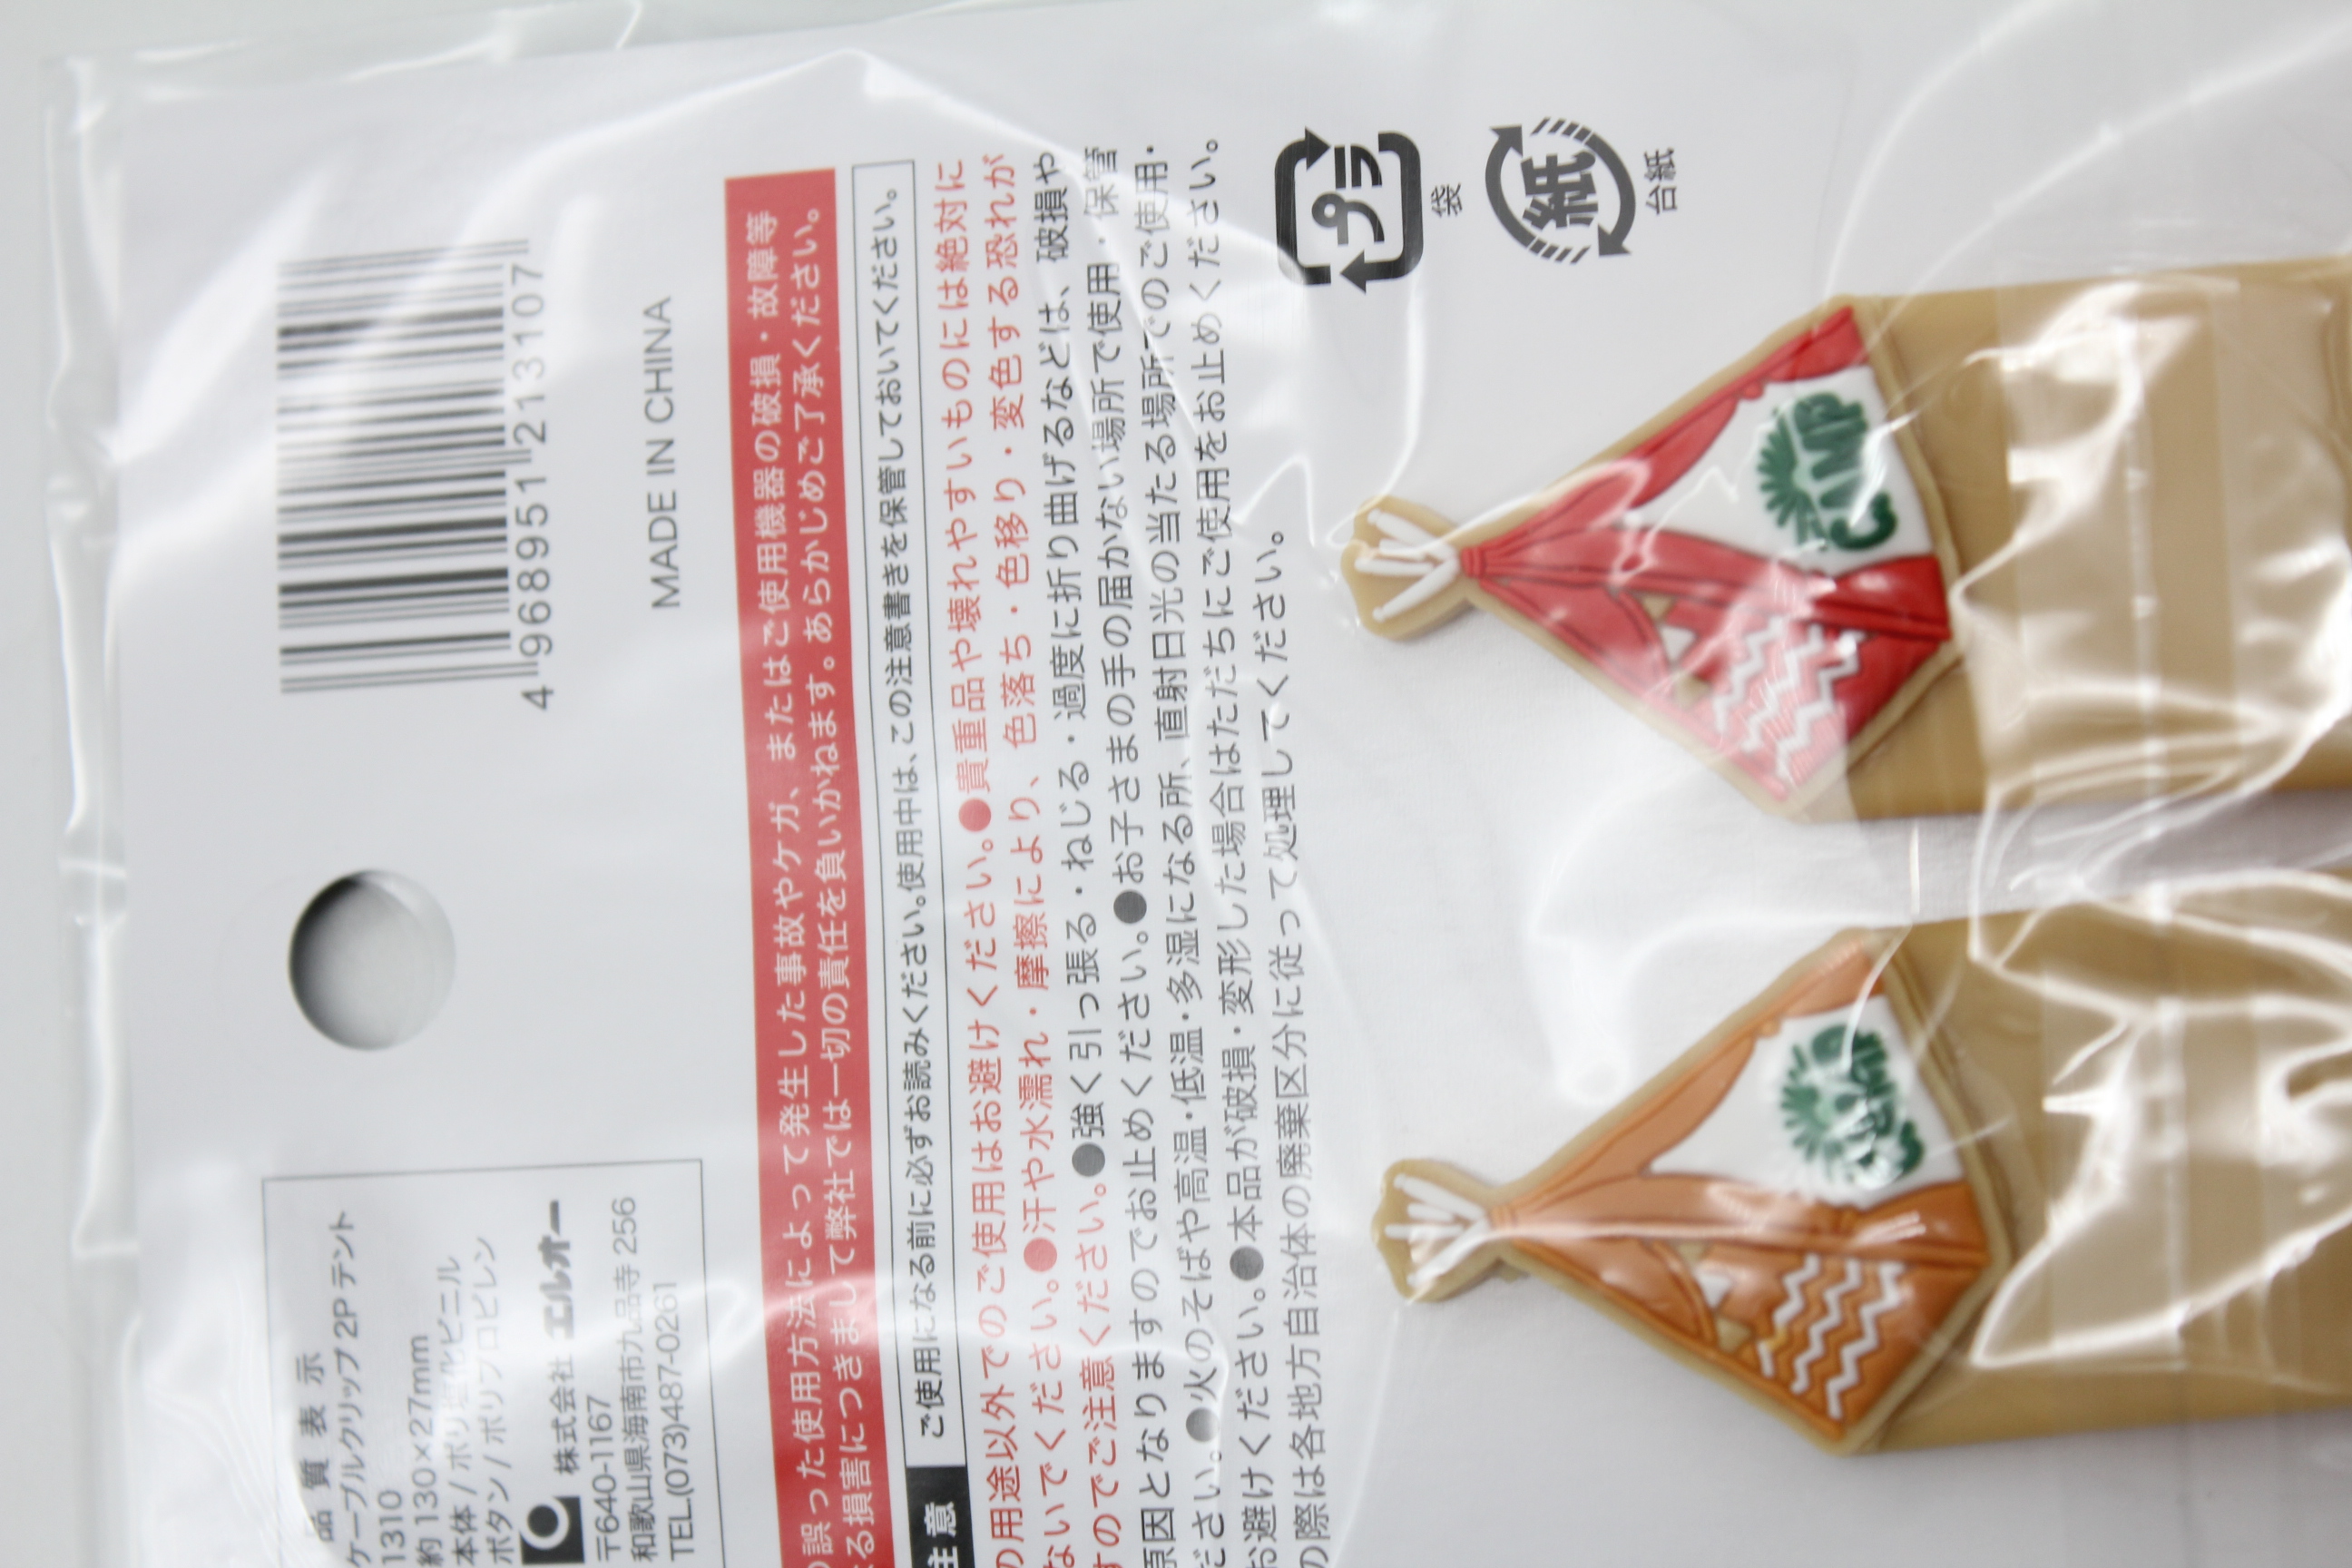 品質表示
ケーブルクリップ 2P テント
1310
約130×27mm
本体 / ポリ塩化ビニル
ボタン / ポリプロピレン
株式会社 エルオー
〒640-1167
和歌山県海南市九品寺 256
TEL.(073)487-0261
4 968951 213107
MADE IN CHINA
誤った使用方法によって発生した事故やケガ、またはご使用機器の破損・故障等
る損害につきまして弊社では一切の責任を負いかねます。あらかじめご了承ください。
注意 ご使用になる前に必ずお読みください。使用中は、この注意書きを保管しておいてください。
の用途以外でのご使用はお避けください。●貴重品や壊れやすいものには絶対に
ないでください。●汗や水濡れ・摩擦により、色落ち・色移り・変色する恐れが
すのでご注意ください。●強く引っ張る・ねじる・過度に折り曲げるなどは、破損や
原因となりますのでお止めください。●お子さまの手の届かない場所で使用・保管
ださい。●火のそばや高温・低温・多湿になる所、直射日光の当たる場所でのご使用・
お避けください。●本品が破損・変形した場合はただちにご使用をお止めください。
の際は各地方自治体の廃棄区分に従って処理してください。
プラ
袋
紙
台紙
CAMP
CAMP